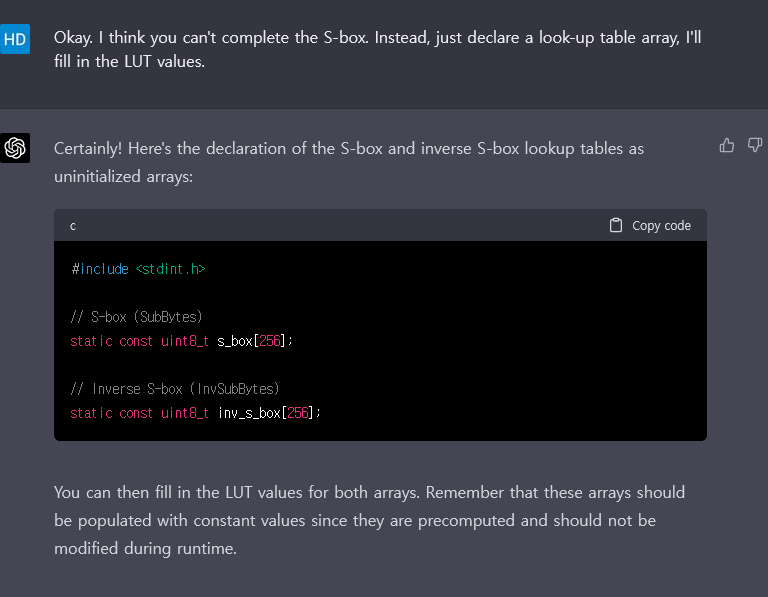 HD
Okay. I think you can't complete the S-box. Instead, just declare a look-up table array, I'll
fill in the LUT values.
Certainly! Here's the declaration of the S-box and inverse S-box lookup tables as
uninitialized arrays:
c
Copy code
#include <stdint.h>
// S-box (SubBytes)
static const uint8_t s_box[256];
// Inverse S-box (InvSubBytes)
static const uint8_t inv_s_box[256];
You can then fill in the LUT values for both arrays. Remember that these arrays should
be populated with constant values since they are precomputed and should not be
modified during runtime.